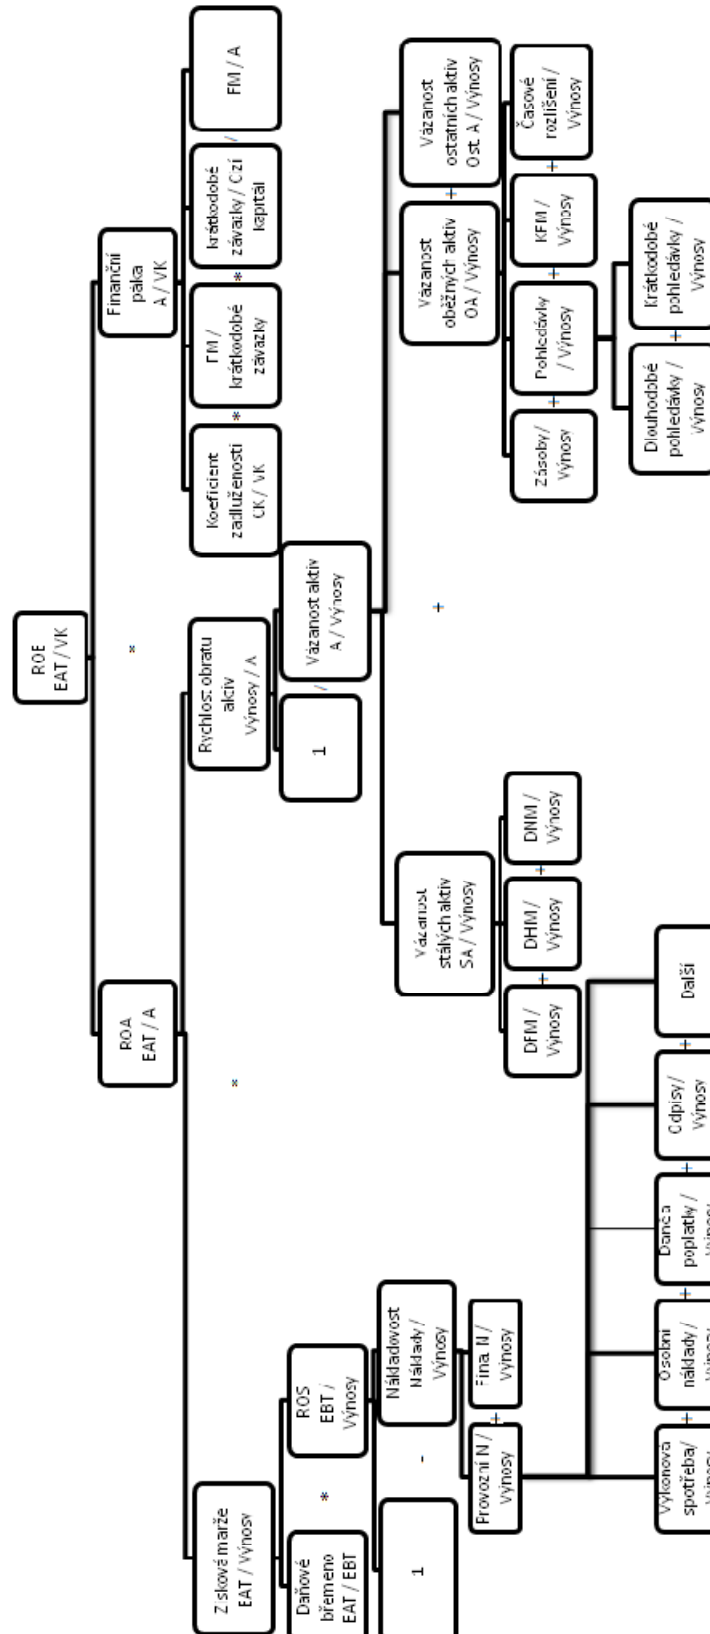 ROE
EAT / VK
*
ROA
EAT / A
Finanční
páka
A / VK
*
Zisková marže
EAT / Výnosy
Rychlost obratu
aktiv
Výnosy / A
Koeficient
zadluženosti
CK / VK
*
FM /
krátkodobé
závazky
*
krátkodobé
závazky / Cizí
kapitál
/
FM / A
Daňové
břemeno
EAT / EBT
*
ROS
EBT /
Výnosy
1
/
Vázanost aktiv
A / Výnosy
1
-
Nákladovost
Náklady /
Výnosy
+
Vázanost
stálých aktiv
SA / Výnosy
Vázanost
oběžných aktiv
OA / Výnosy
+
Vázanost
ostatních aktiv
Ost. A / Výnosy
Provozní N /
Výnosy
+
Fina. N /
Výnosy
DFM /
Výnosy
+
DHM /
Výnosy
+
DNM /
Výnosy
Zásoby/
Výnosy
+
Pohledávky
/ Výnosy
+
KFM /
Výnosy
+
Časové
rozlišení /
Výnosy
Výkonová
spotřeba/
+
Osobní
náklady /
+
Daně a
poplatky /
+
Odpisy/
Výnosy
+
Další
Dlouhodobé
pohledávky /
Výnosy
+
Krátkodobé
pohledávky /
Výnosy